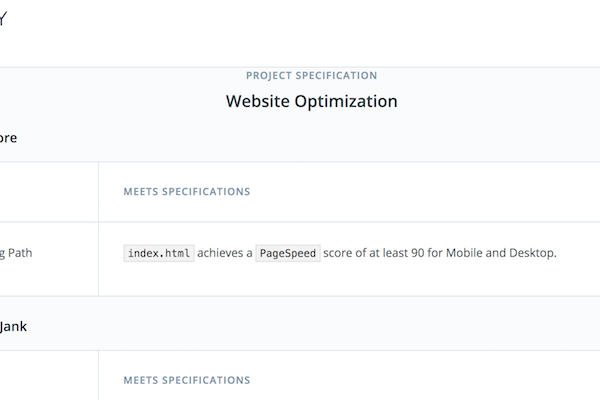 Y
PROJECT SPECIFICATION
Website Optimization
ore
MEETS SPECIFICATIONS
g Path
index.html achieves a PageSpeed score of at least 90 for Mobile and Desktop.
Jank
MEETS SPECIFICATIONS